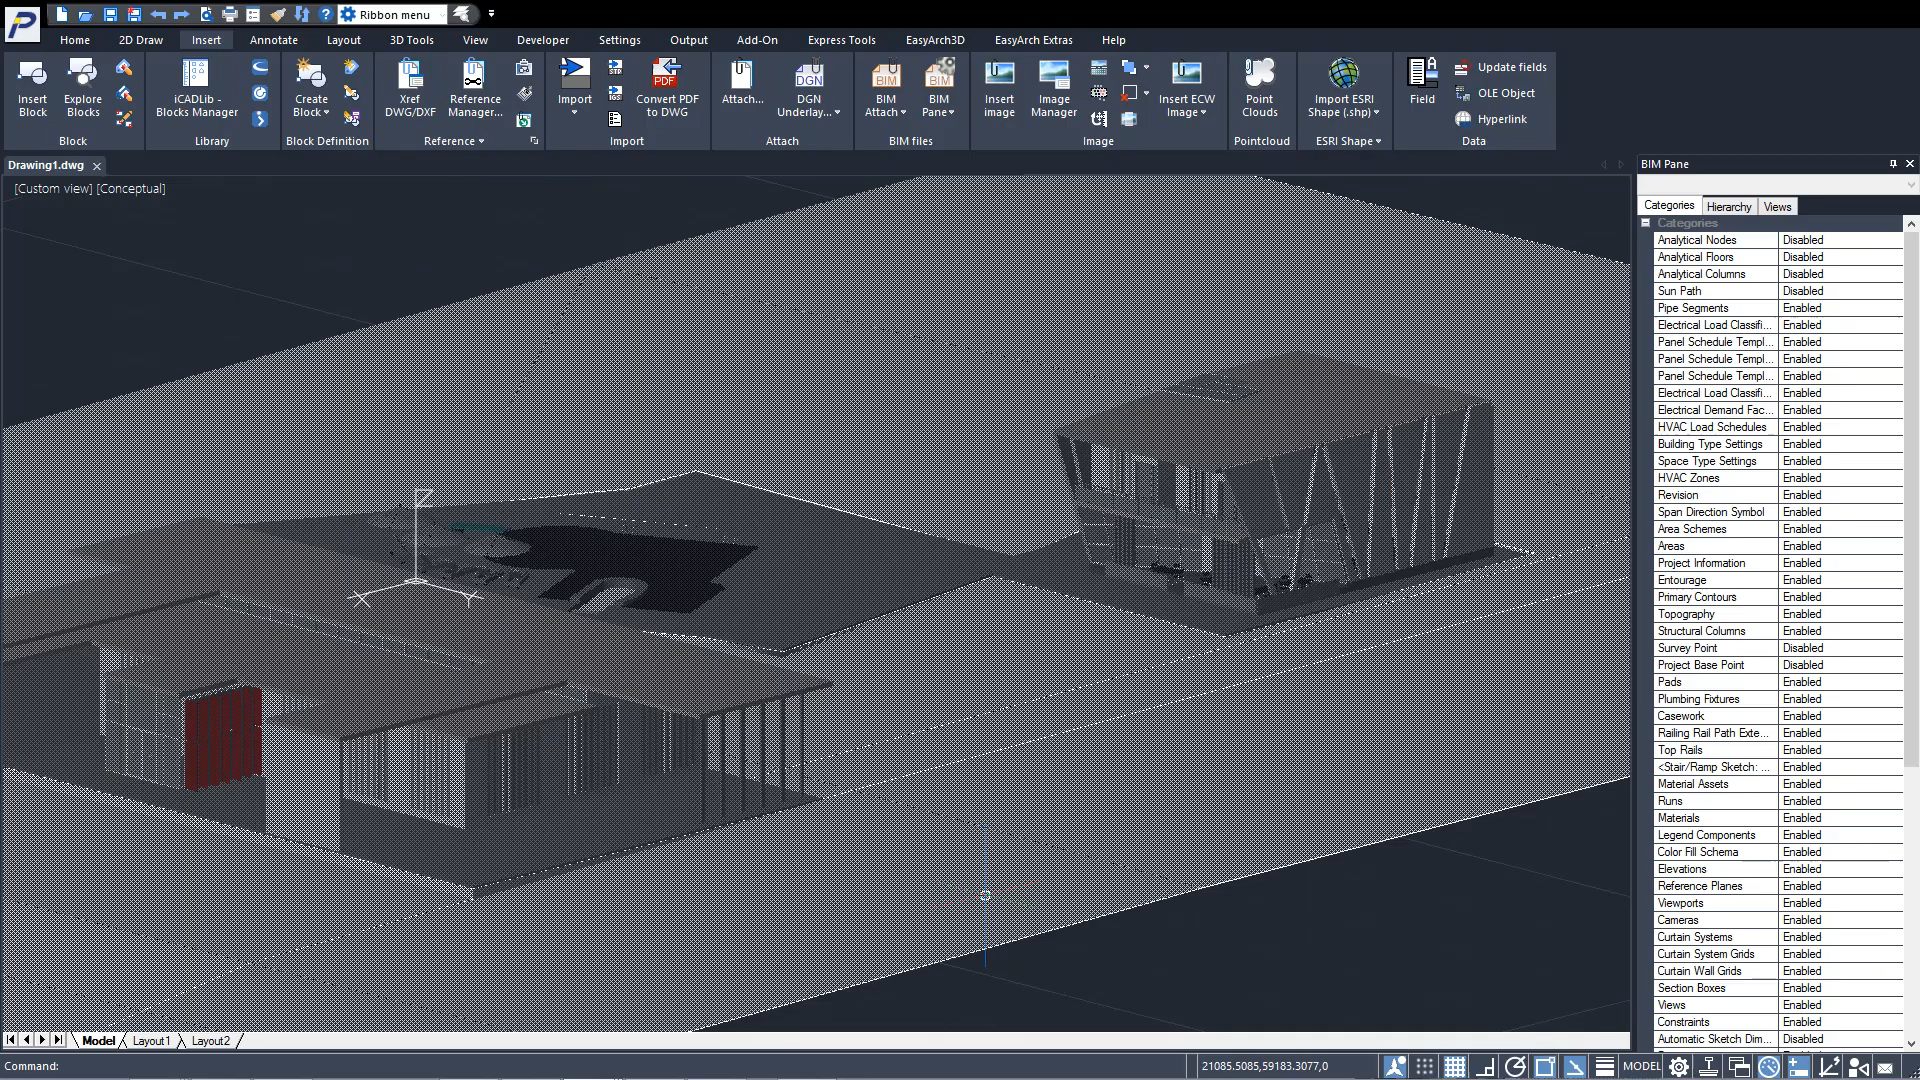 Ribbon menu
Home 2D Draw Insert Annotate Layout 3D Tools View Developer Settings Output Add-On Express Tools EasyArch3D EasyArch Extras Help
Insert Block
Explore Blocks
Block
iCADLib - Blocks Manager
Library
Create Block
Block Definition
Xref DWG/DXF
Reference Manager...
Reference
Import
Convert PDF to DWG
Import
Attach...
DGN Underlay...
Attach
BIM Attach
BIM Pane
BIM files
Insert image
Image Manager
Insert ECW Image
Image
Point Clouds
Pointcloud
Import ESRI Shape (.shp)
ESRI Shape
Field
Update fields
OLE Object
Hyperlink
Data
Drawing1.dwg
[Custom view] [Conceptual]
Z
X
Y
BIM Pane
Categories Hierarchy Views
Categories
Analytical Nodes Disabled
Analytical Floors Disabled
Analytical Columns Disabled
Sun Path Disabled
Pipe Segments Enabled
Electrical Load Classifi... Enabled
Panel Schedule Templ... Enabled
Panel Schedule Templ... Enabled
Panel Schedule Templ... Enabled
Electrical Load Classifi... Enabled
Electrical Demand Fac... Enabled
HVAC Load Schedules Enabled
Building Type Settings Enabled
Space Type Settings Enabled
HVAC Zones Enabled
Revision Enabled
Span Direction Symbol Enabled
Area Schemes Enabled
Areas Enabled
Project Information Enabled
Entourage Enabled
Primary Contours Enabled
Topography Enabled
Structural Columns Enabled
Survey Point Disabled
Project Base Point Disabled
Pads Enabled
Plumbing Fixtures Enabled
Casework Enabled
Railing Rail Path Exte... Enabled
Top Rails Enabled
<Stair/Ramp Sketch: ... Enabled
Material Assets Enabled
Runs Enabled
Materials Enabled
Legend Components Enabled
Color Fill Schema Enabled
Elevations Enabled
Reference Planes Enabled
Viewports Enabled
Cameras Enabled
Curtain Systems Enabled
Curtain System Grids Enabled
Curtain Wall Grids Enabled
Section Boxes Enabled
Views Enabled
Constraints Enabled
Automatic Sketch Dim... Disabled
Model Layout1 Layout2
Command:
21085.5085,59183.3077,0
MODEL